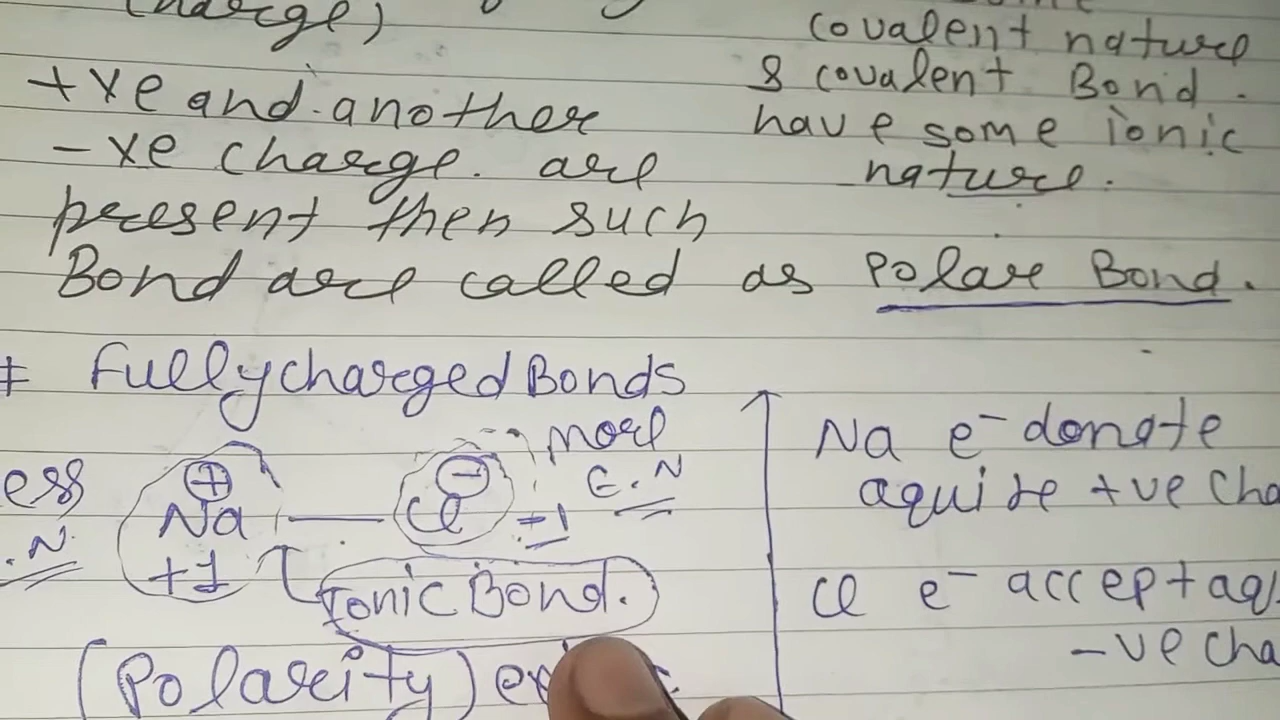 charge)
covalent nature
& covalent Bond.
+ve and another
have some ionic
-ve charge. are
nature.
present then such
Bond are called as Polar Bond.
# Fully charged Bonds
more
E.N
ess
.N.
+
Na
+1
-
Cl
-1
Ionic Bond.
(Polarity)
Na e- donate
aquire +ve Cha
Cl e- accept aq
-ve cha